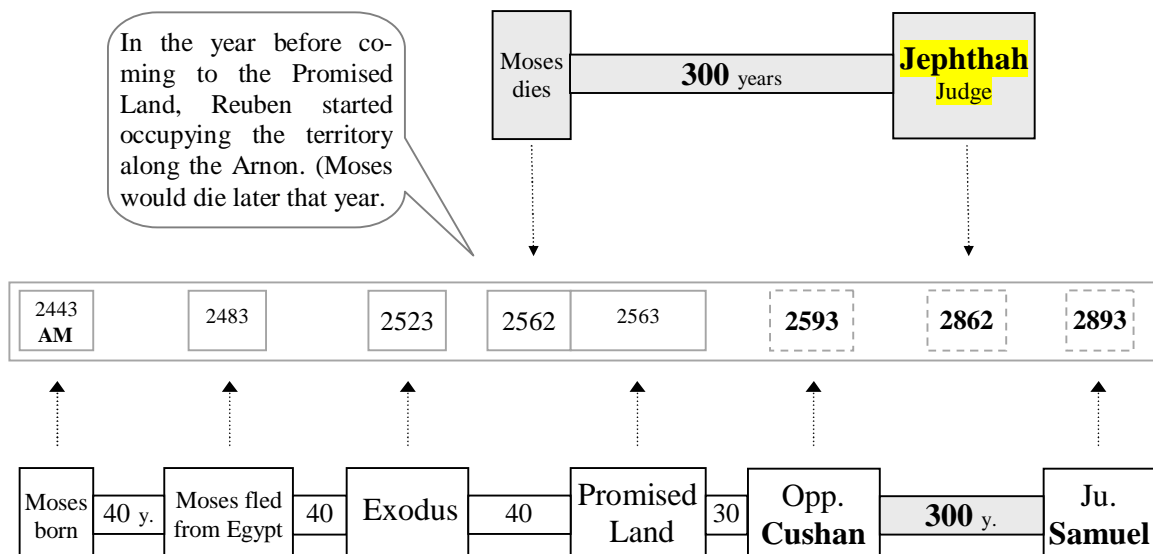 In the year before co-
ming to the Promised
Land, Reuben started
occupying the territory
along the Arnon. (Moses
would die later that year.
Moses
dies
300 years
Jephthah
Judge
2443
AM
2483
2523
2562
2563
2593
2862
2893
Moses
born
40 y.
Moses fled
from Egypt
40
Exodus
40
Promised
Land
30
Opp.
Cushan
300 y.
Ju.
Samuel